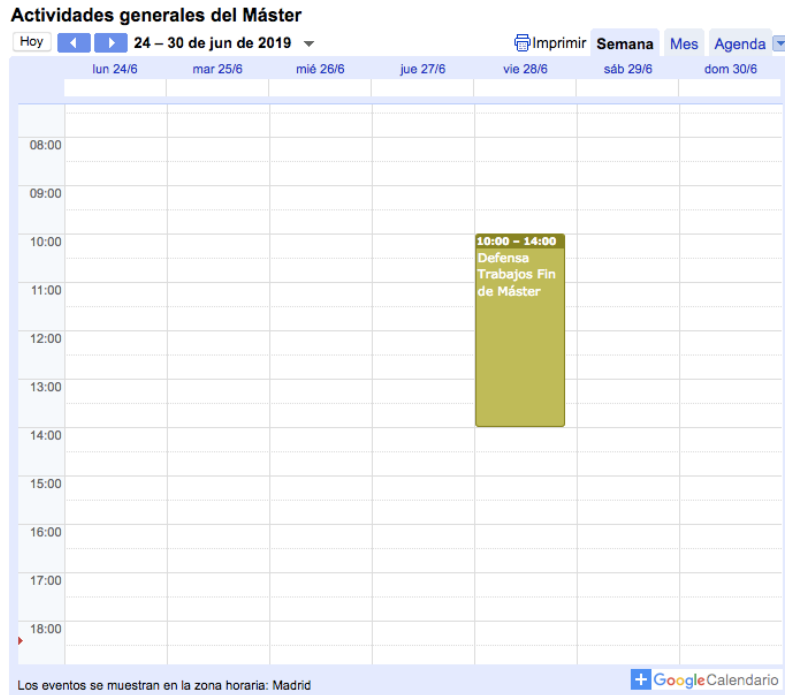 Actividades generales del Máster
Hoy 24 – 30 de jun de 2019 Imprimir Semana Mes Agenda
lun 24/6 mar 25/6 mié 26/6 jue 27/6 vie 28/6 sáb 29/6 dom 30/6
08:00
09:00
10:00 10:00 – 14:00
Defensa
Trabajos Fin
11:00 de Máster
12:00
13:00
14:00
15:00
16:00
17:00
18:00
Los eventos se muestran en la zona horaria: Madrid
+ GoogleCalendario